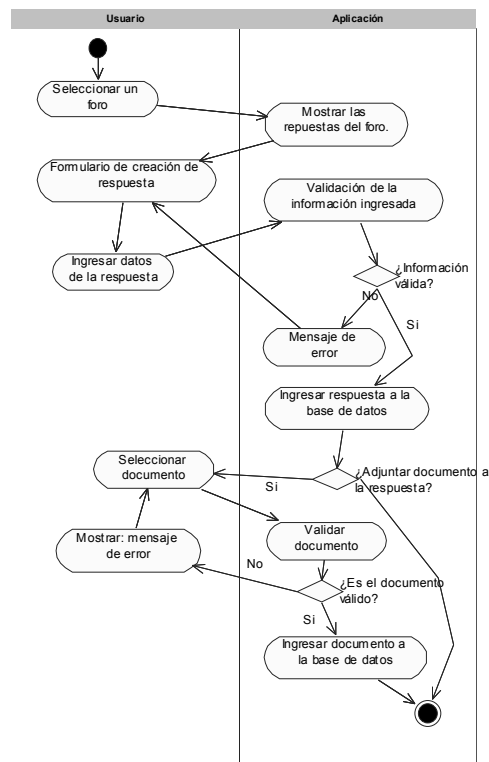 Usuario
Aplicación
Seleccionar un
foro
Mostrar las
repuestas del foro.
Formulario de creación de
respuesta
Validación de la
información ingresada
Ingresar datos
de la respuesta
¿Información
válida?
No
Si
Mensaje de
error
Ingresar respuesta a la
base de datos
Seleccionar
documento
¿Adjuntar documento a
la respuesta?
Si
Validar
documento
Mostrar: mensaje
de error
No
¿Es el documento
válido?
Si
Ingresar documento a
la base de datos